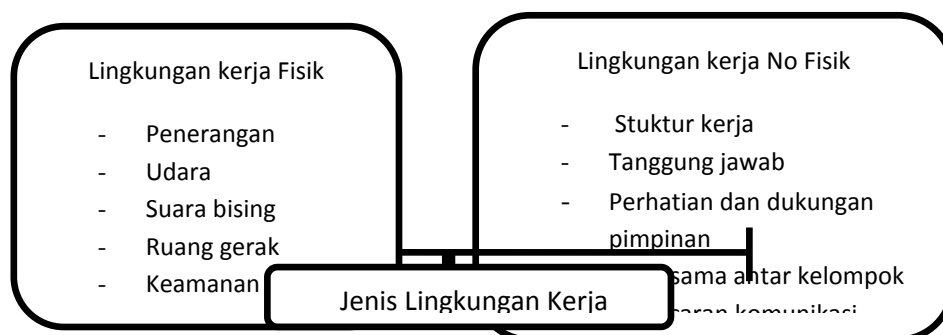 Lingkungan kerja Fisik
- Penerangan
- Udara
- Suara bising
- Ruang gerak
- Keamanan
Lingkungan kerja No Fisik
- Stuktur kerja
- Tanggung jawab
- Perhatian dan dukungan
pimpinan
sama antar kelompok
komunikasi
Jenis Lingkungan Kerja